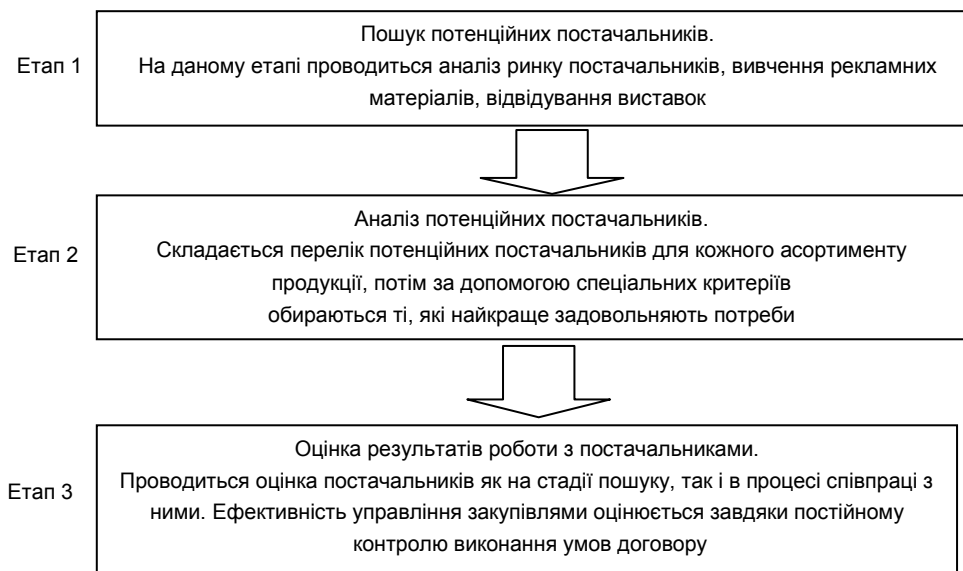 Етап 1
Пошук потенційних постачальників.
На даному етапі проводиться аналіз ринку постачальників, вивчення рекламних
матеріалів, відвідування виставок
Етап 2
Аналіз потенційних постачальників.
Складається перелік потенційних постачальників для кожного асортименту
продукції, потім за допомогою спеціальних критеріїв
обираються ті, які найкраще задовольняють потреби
Етап 3
Оцінка результатів роботи з постачальниками.
Проводиться оцінка постачальників як на стадії пошуку, так і в процесі співпраці з
ними. Ефективність управління закупівлями оцінюється завдяки постійному
контролю виконання умов договору